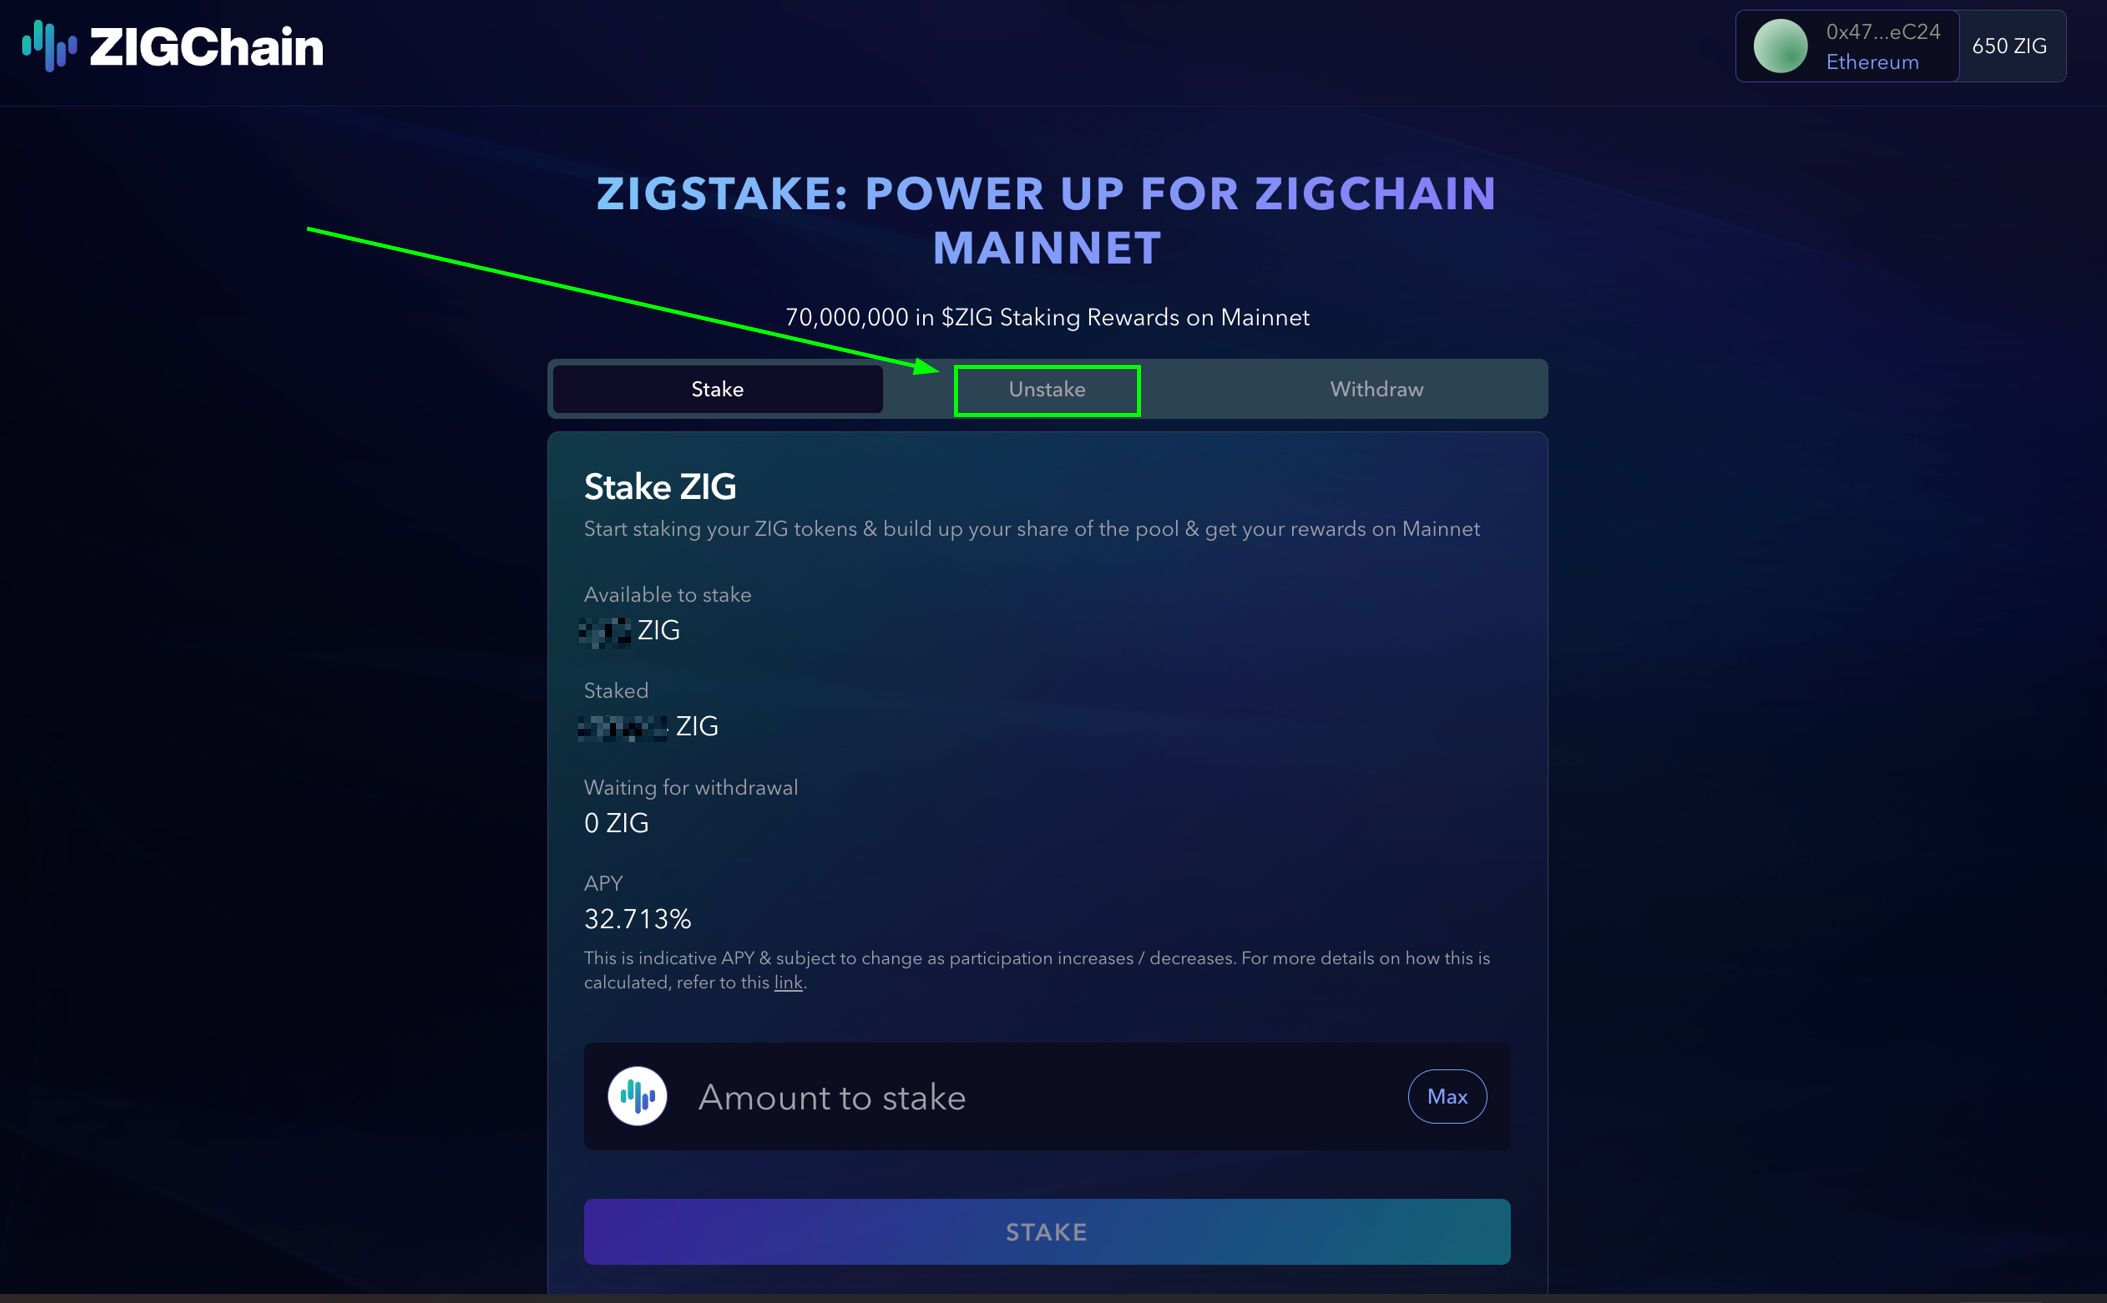 ZIGChain
0x47...eC24
Ethereum
650 ZIG
ZIGSTAKE: POWER UP FOR ZIGCHAIN
MAINNET
70,000,000 in $ZIG Staking Rewards on Mainnet
Stake
Unstake
Withdraw
Stake ZIG
Start staking your ZIG tokens & build up your share of the pool & get your rewards on Mainnet
Available to stake
ZIG
Staked
ZIG
Waiting for withdrawal
0 ZIG
APY
32.713%
This is indicative APY & subject to change as participation increases / decreases. For more details on how this is
calculated, refer to this link.
Amount to stake
Max
STAKE